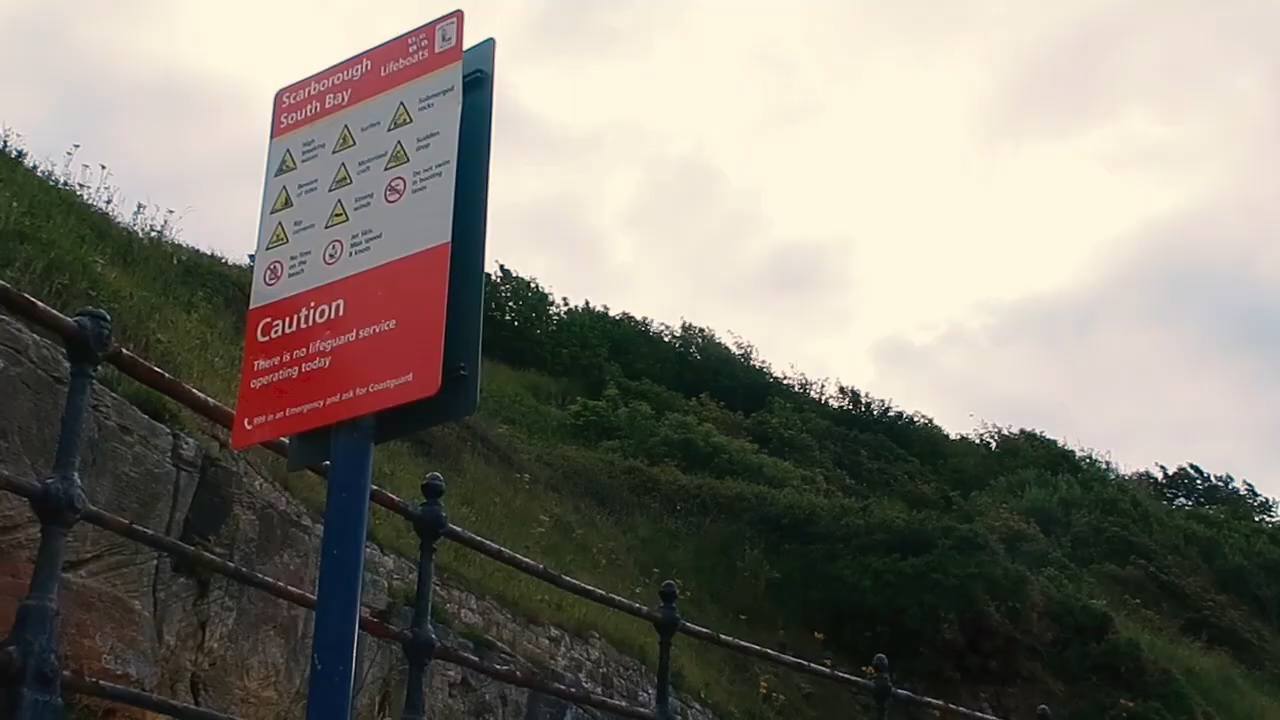 Scarborough
South Bay
Lifeboats
High
breaking
waves
Surfers
Submerged
rocks
Beware
of tides
Motorised
craft
Sudden
drop
Rip
currents
Strong
winds
Do not swim
in boating
lanes
No fires
on the
beach
Jet Skis
Max speed
8 knots
Caution
There is no lifeguard service
operating today
999 in an Emergency and ask for Coastguard